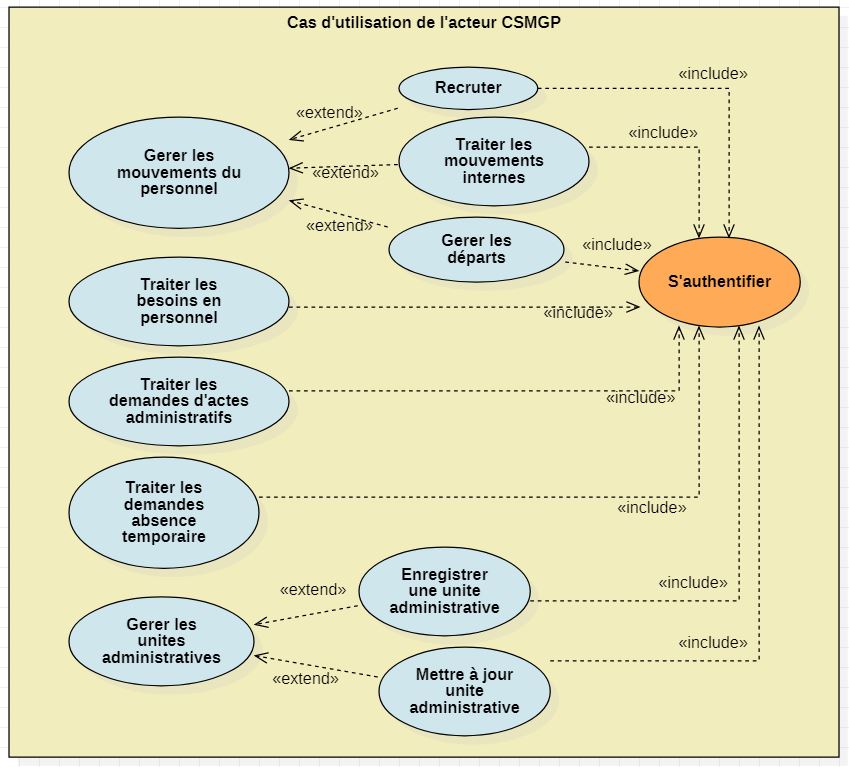 Cas d'utilisation de l'acteur CSMGP
Recruter
«include»
«extend»
Traiter les
mouvements
internes
«include»
Gerer les
mouvements du
personnel
«extend»
«extend»
Gerer les
départs
«include»
S'authentifier
Traiter les
besoins en
personnel
«include»
Traiter les
demandes d'actes
administratifs
«include»
Traiter les
demandes
absence
temporaire
«include»
Enregistrer
une unite
administrative
«include»
«extend»
Gerer les
unites
administratives
«extend»
Mettre à jour
unite
administrative
«include»